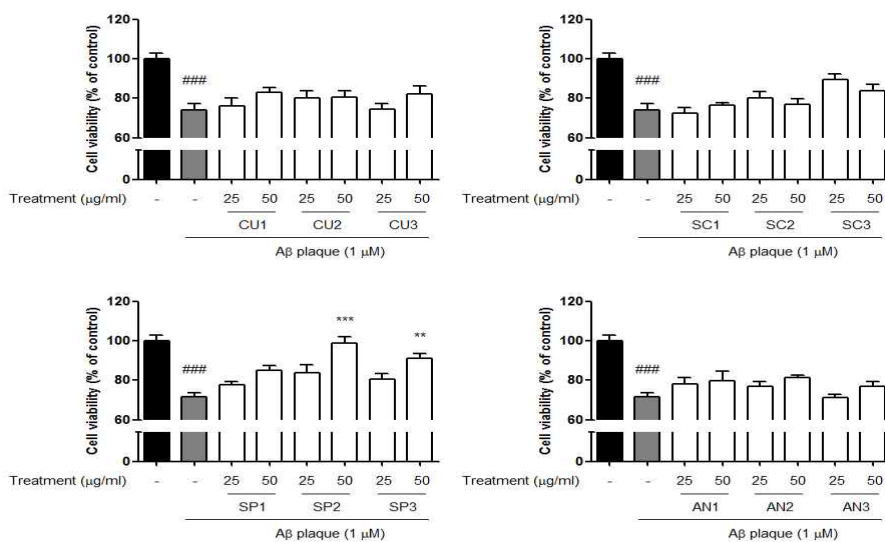 120
100
80
60
0
Cell viability (% of control)
###
Treatment (μg/ml)
- - 25 50 25 50 25 50
CU1 CU2 CU3
Aβ plaque (1 μM)
120
100
80
60
0
Cell viability (% of control)
###
Treatment (μg/ml)
- - 25 50 25 50 25 50
SC1 SC2 SC3
Aβ plaque (1 μM)
120
100
80
60
0
Cell viability (% of control)
###
***
**
Treatment (μg/ml)
- - 25 50 25 50 25 50
SP1 SP2 SP3
Aβ plaque (1 μM)
120
100
80
60
0
Cell viability (% of control)
###
Treatment (μg/ml)
- - 25 50 25 50 25 50
AN1 AN2 AN3
Aβ plaque (1 μM)